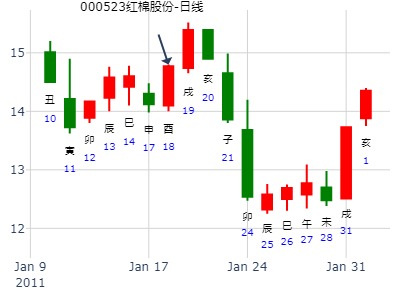 000523红棉股份-日线
15
14
13
12
丑
10
寅
11
卯
12
辰
13
巳
14
申
17
酉
18
戌
19
亥
20
子
21
卯
24
辰
25
巳
26
午
27
未
28
戌
31
亥
1
Jan 9
2011
Jan 17
Jan 24
Jan 31